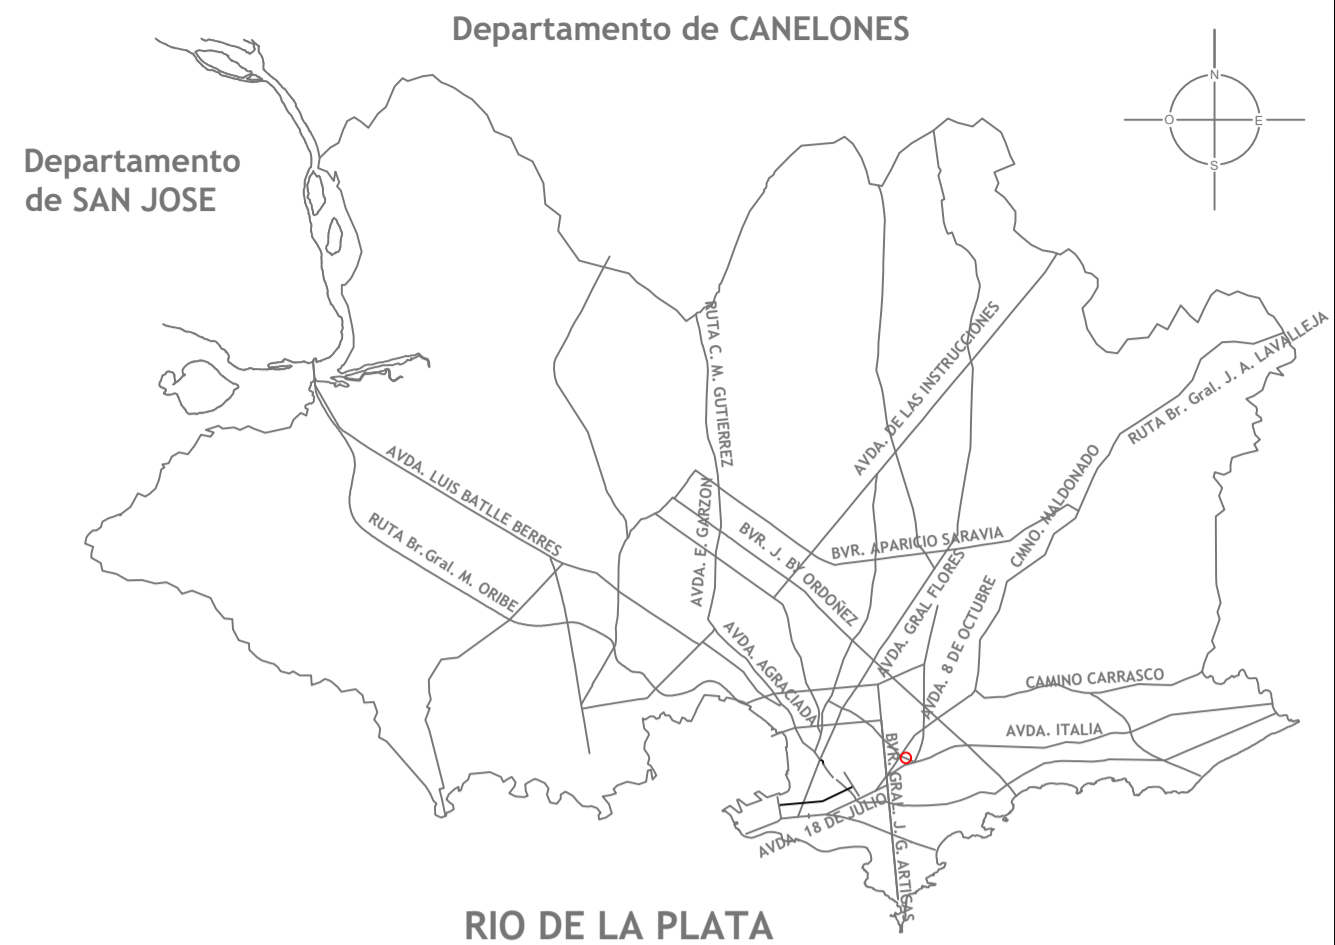 Departamento de CANELONES
N
O
E
S
Departamento
de SAN JOSE
RUTA C. M. GUTIERREZ
AVDA. DE LAS INSTRUCCIONES
RUTA Br. Gral. J. A. LAVALLEJA
AVDA. LUIS BATLLE BERRES
RUTA Br.Gral. M. ORIBE
AVDA. E. GARZON
BVR. J. BY ORDOÑEZ
BVR. APARICIO SARAVIA
CMNO. MALDONADO
AVDA. GRAL FLORES
AVDA. 8 DE OCTUBRE
AVDA. AGRACIADA
CAMINO CARRASCO
AVDA. ITALIA
BVR. GRAL. J. G. ARTIGAS
AVDA. 18 DE JULIO
RIO DE LA PLATA